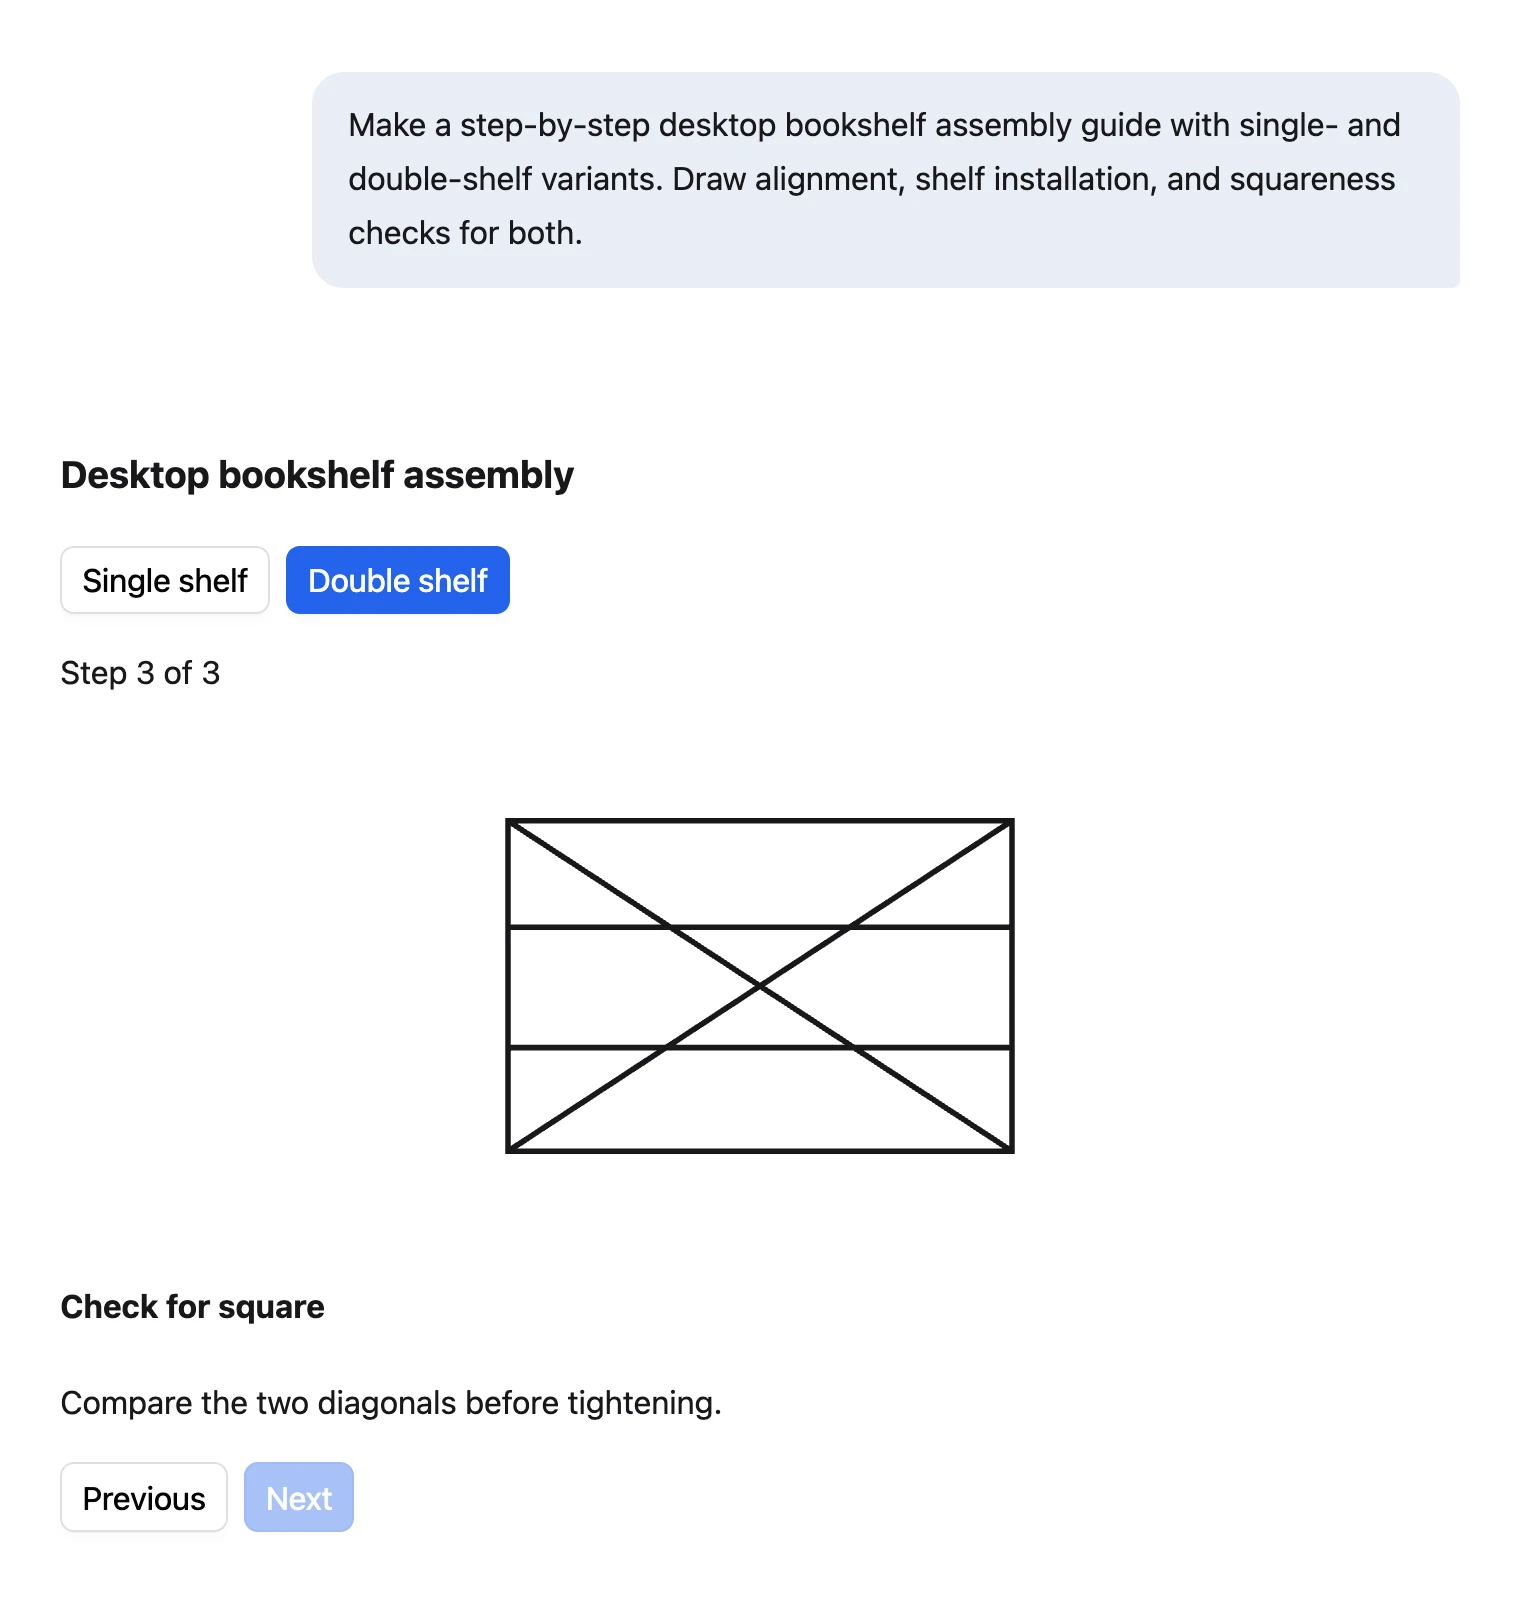 Make a step-by-step desktop bookshelf assembly guide with single- and
double-shelf variants. Draw alignment, shelf installation, and squareness
checks for both.
Desktop bookshelf assembly
Single shelf
Double shelf
Step 3 of 3
Check for square
Compare the two diagonals before tightening.
Previous
Next